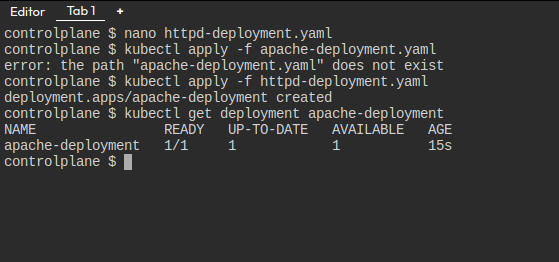 Editor Tab 1 +
controlplane $ nano httpd-deployment.yaml
controlplane $ kubectl apply -f apache-deployment.yaml
error: the path "apache-deployment.yaml" does not exist
controlplane $ kubectl apply -f httpd-deployment.yaml
deployment.apps/apache-deployment created
controlplane $ kubectl get deployment apache-deployment
NAME                READY   UP-TO-DATE   AVAILABLE   AGE
apache-deployment   1/1     1            1           15s
controlplane $